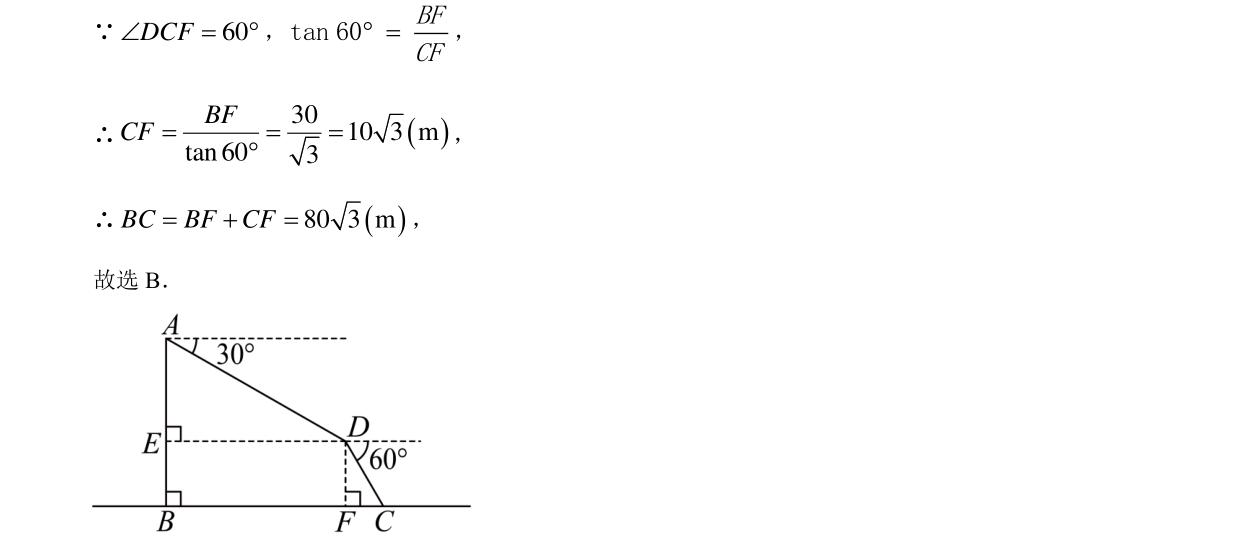 ∵ ∠DCF = 60°，tan 60° = BF/CF，
∴ CF = BF/tan 60° = 30/√3 = 10√3(m)，
∴ BC = BF + CF = 80√3(m)，
故选 B．
A
30°
E
D
60°
B
F
C